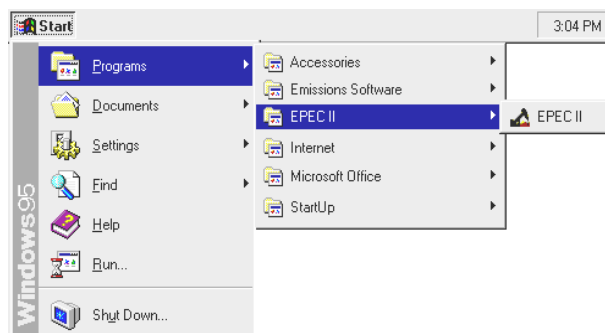 Start
3:04 PM
Programs
Documents
Settings
Find
Help
Run...
Shut Down...
Windows95
Accessories
Emissions Software
EPEC II
Internet
Microsoft Office
StartUp
EPEC II